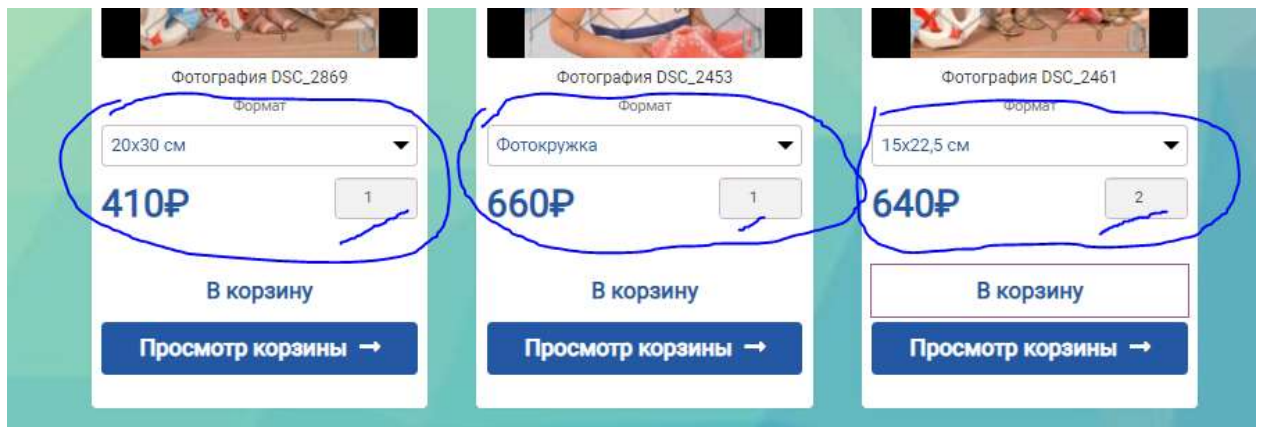 Фотография DSC_2869
Формат
20x30 см
410₽
1
В корзину
Просмотр корзины →
Фотография DSC_2453
Формат
Фотокружка
660₽
1
В корзину
Просмотр корзины →
Фотография DSC_2461
Формат
15x22,5 см
640₽
2
В корзину
Просмотр корзины →